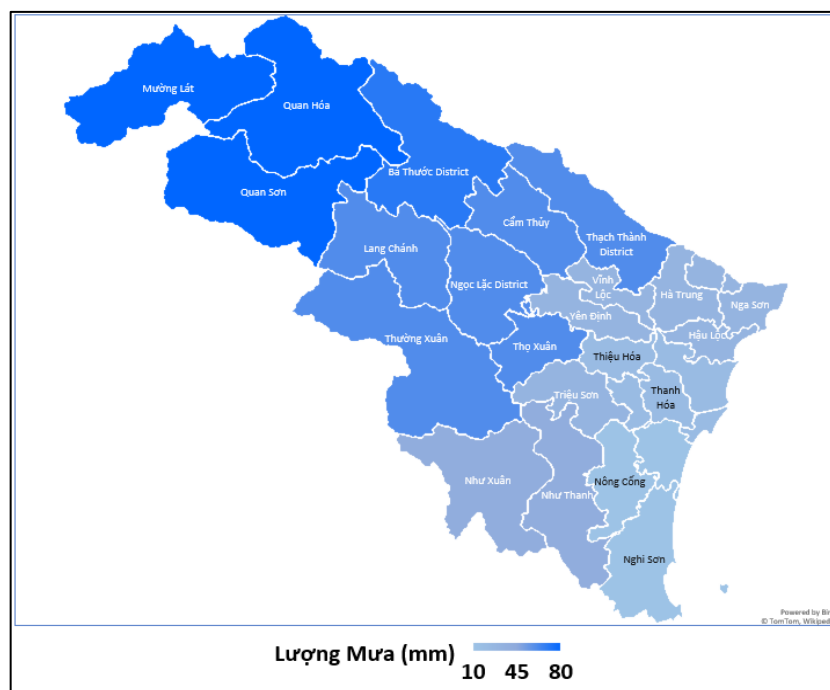 Mường Lát
Quan Hóa
Quan Sơn
Bá Thước District
Cẩm Thủy
Thạch Thành
District
Lang Chánh
Ngọc Lặc District
Vĩnh
Lộc
Hà Trung
Nga Sơn
Yên Định
Hậu Lộc
Thường Xuân
Thọ Xuân
Thiệu Hóa
Triệu Sơn
Thanh
Hóa
Như Xuân
Như Thanh
Nông Cống
Nghi Sơn
Powered by Bin
© TomTom, Wikiped
Lượng Mưa (mm)
10 45 80